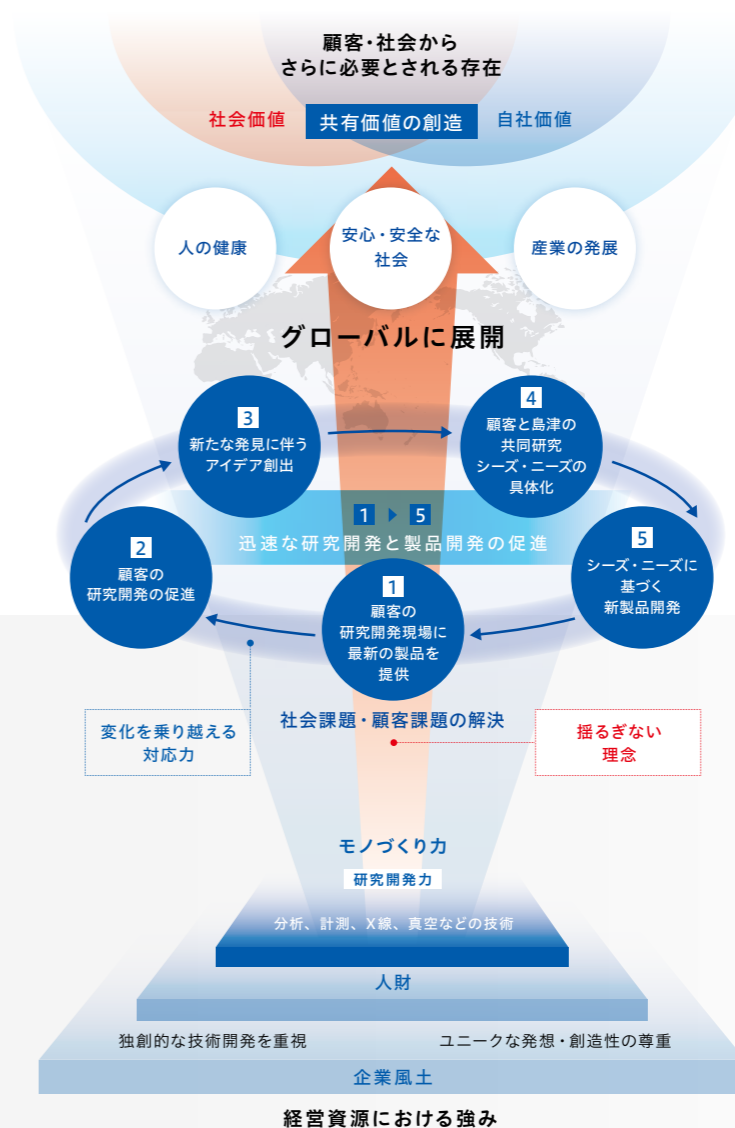 顧客・社会から
さらに必要とされる存在
社会価値
共有価値の創造
自社価値
人の健康
安心・安全な
社会
産業の発展
グローバルに展開
3
新たな発見に伴う
アイデア創出
4
顧客と島津の
共同研究
シーズ・ニーズの
具体化
1 ▶ 5
迅速な研究開発と製品開発の促進
2
顧客の
研究開発の促進
1
顧客の
研究開発現場に
最新の製品を
提供
5
シーズ・ニーズに
基づく
新製品開発
変化を乗り越える
対応力
社会課題・顧客課題の解決
揺るぎない
理念
モノづくり力
研究開発力
分析、計測、X線、真空などの技術
人財
独創的な技術開発を重視
ユニークな発想・創造性の尊重
企業風土
経営資源における強み